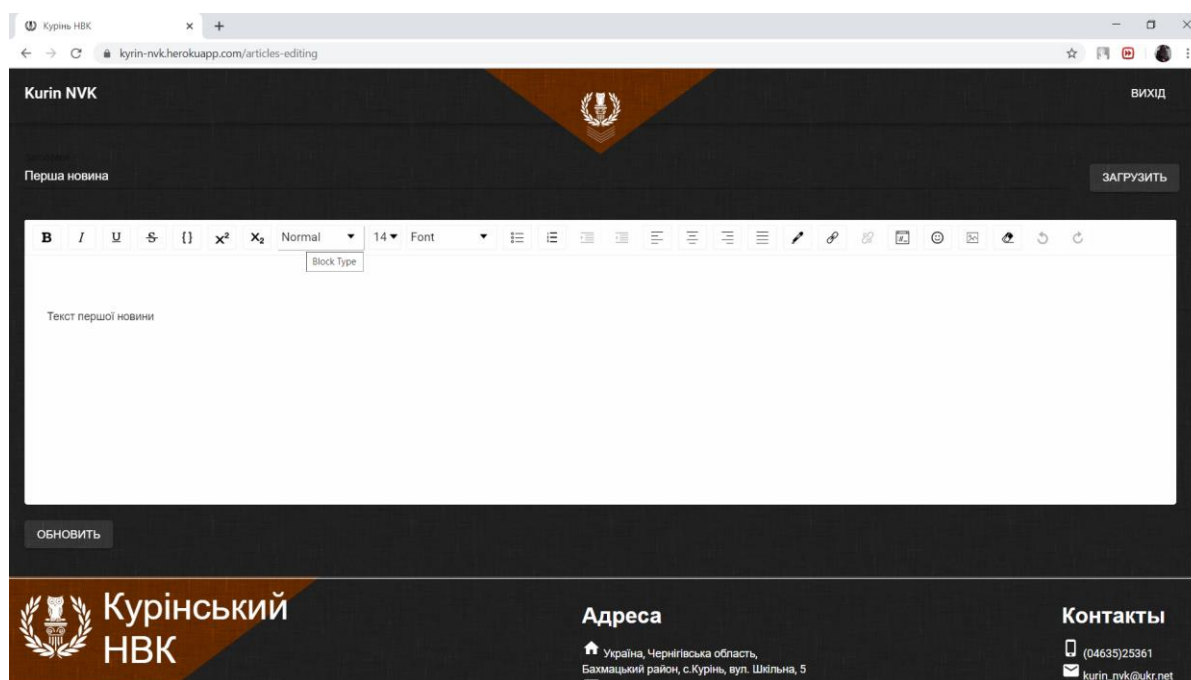 Курінь НВК
kyrin-nvk.herokuapp.com/articles-editing
Kurin NVK
ВИХІД
Перша новина
ЗАГРУЗИТЬ
B I U S {} x² x₂ Normal 14 Font
Block Type
Текст першої новини
ОБНОВИТЬ
Курінський
НВК
Адреса
Україна, Чернігівська область,
Бахмацький район, с.Курінь, вул. Шкільна, 5
Контакты
(04635)25361
kurin_nvk@ukr.net